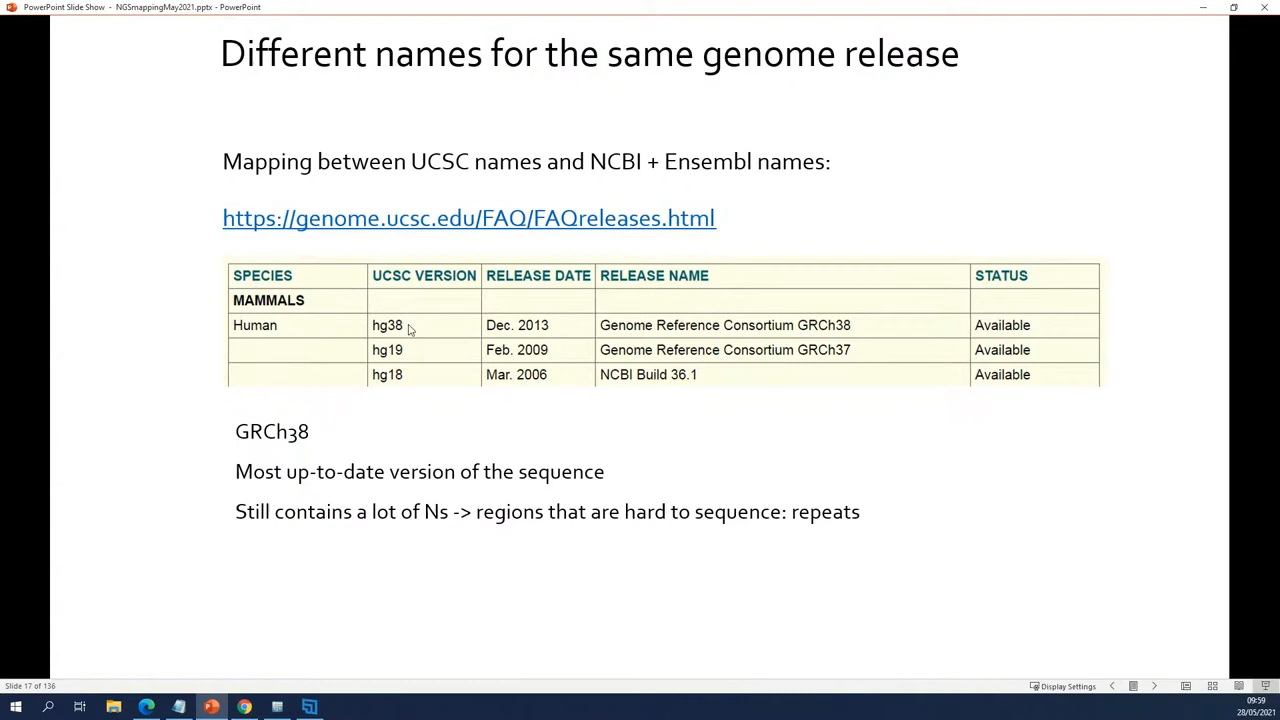 PowerPoint Slide Show - NGSmappingMay2021.pptx - PowerPoint
Different names for the same genome release
Mapping between UCSC names and NCBI + Ensembl names:
https://genome.ucsc.edu/FAQ/FAQreleases.html
SPECIES UCSC VERSION RELEASE DATE RELEASE NAME STATUS
MAMMALS
Human hg38 Dec. 2013 Genome Reference Consortium GRCh38 Available
hg19 Feb. 2009 Genome Reference Consortium GRCh37 Available
hg18 Mar. 2006 NCBI Build 36.1 Available
GRCh38
Most up-to-date version of the sequence
Still contains a lot of Ns -> regions that are hard to sequence: repeats
Slide 17 of 136 Display Settings
09:59
28/05/2021